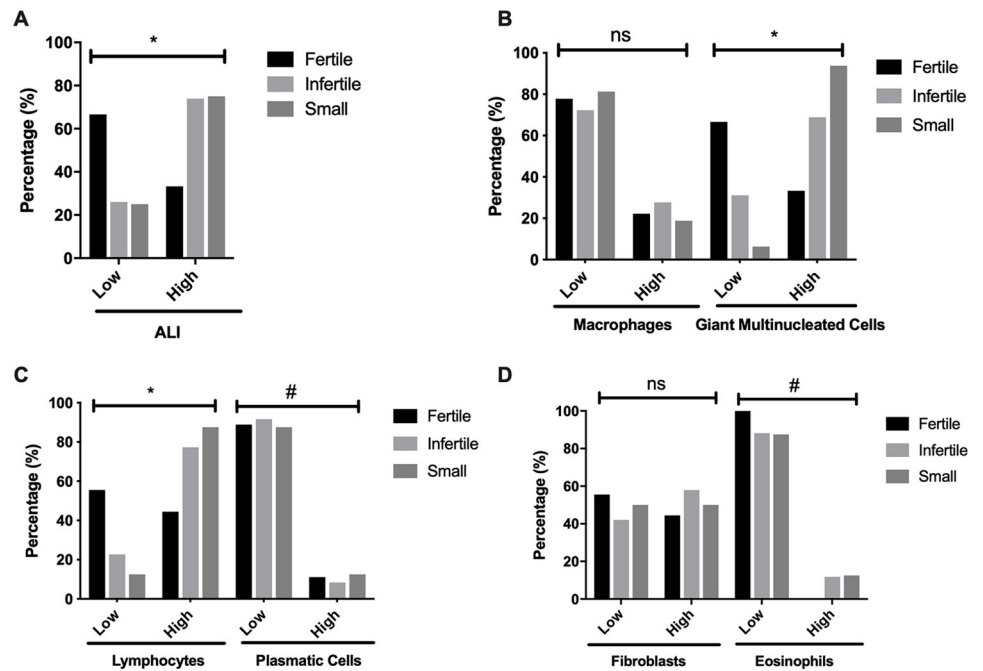 A
*
80
60
40
20
0
Percentage (%)
Low
High
ALI
Fertile
Infertile
Small
B
ns
*
100
80
60
40
20
0
Percentage (%)
Low
High
Low
High
Macrophages
Giant Multinucleated Cells
Fertile
Infertile
Small
C
*
#
100
80
60
40
20
0
Percentage (%)
Low
High
Low
High
Lymphocytes
Plasmatic Cells
Fertile
Infertile
Small
D
ns
#
100
80
60
40
20
0
Percentage (%)
Low
High
Low
High
Fibroblasts
Eosinophils
Fertile
Infertile
Small
100